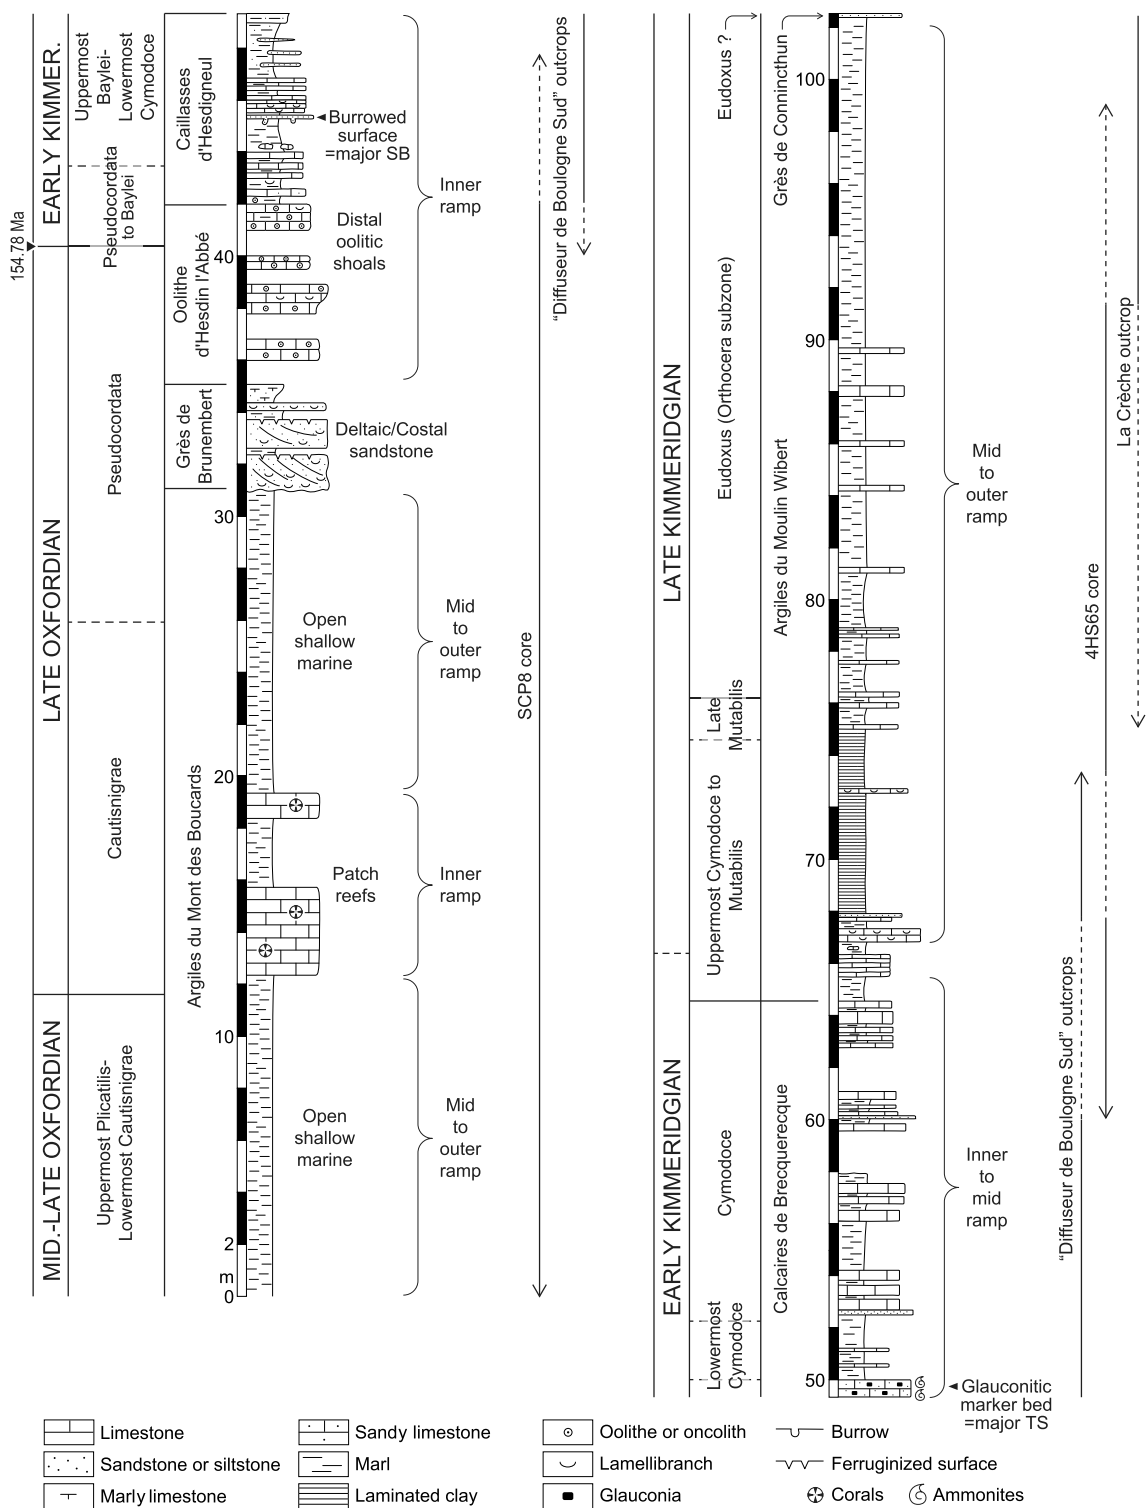 EARLY KIMMER.
LATE OXFORDIAN
MID.-LATE OXFORDIAN
154.78 Ma
Uppermost
Baylei-
Lowermost
Cymodoce
Pseudocordata
to Baylei
Pseudocordata
Cautisnigrae
Uppermost Plicatilis-
Lowermost Cautisnigrae
Caillasses
d'Hesdigneul
Oolithe
d'Hesdin l'Abbé
Grès de
Brunembert
Argiles du Mont des Boucards
40
30
20
10
2
m
0
Burrowed
surface
=major SB
Distal
oolitic
shoals
Inner
ramp
Deltaic/Costal
sandstone
Open
shallow
marine
Mid
to
outer
ramp
Patch
reefs
Inner
ramp
Open
shallow
marine
Mid
to
outer
ramp
SCP8 core
“Diffuseur de Boulogne Sud” outcrops
LATE KIMMERIDGIAN
EARLY KIMMERIDGIAN
Eudoxus ?
Eudoxus (Orthocera subzone)
Late
Mutabilis
Uppermost Cymodoce to
Mutabilis
Cymodoce
Lowermost
Cymodoce
Grès de Connincthun
Argiles du Moulin Wibert
Calcaires de Brecquerecque
100
90
80
70
60
50
Mid
to
outer
ramp
Inner
to
mid
ramp
Glauconitic
marker bed
=major TS
La Crèche outcrop
4HS65 core
“Diffuseur de Boulogne Sud” outcrops
Limestone
Sandy limestone
Oolithe or oncolith
Burrow
Sandstone or siltstone
Marl
Lamellibranch
Ferruginized surface
Marly limestone
Laminated clay
Glauconia
Corals
Ammonites